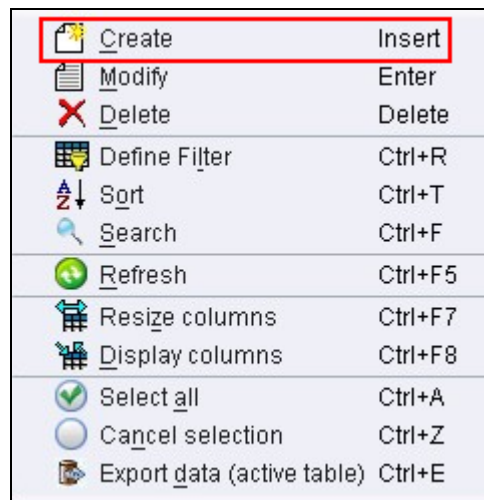 Create Insert
Modify Enter
Delete Delete
Define Filter Ctrl+R
Sort Ctrl+T
Search Ctrl+F
Refresh Ctrl+F5
Resize columns Ctrl+F7
Display columns Ctrl+F8
Select all Ctrl+A
Cancel selection Ctrl+Z
Export data (active table) Ctrl+E